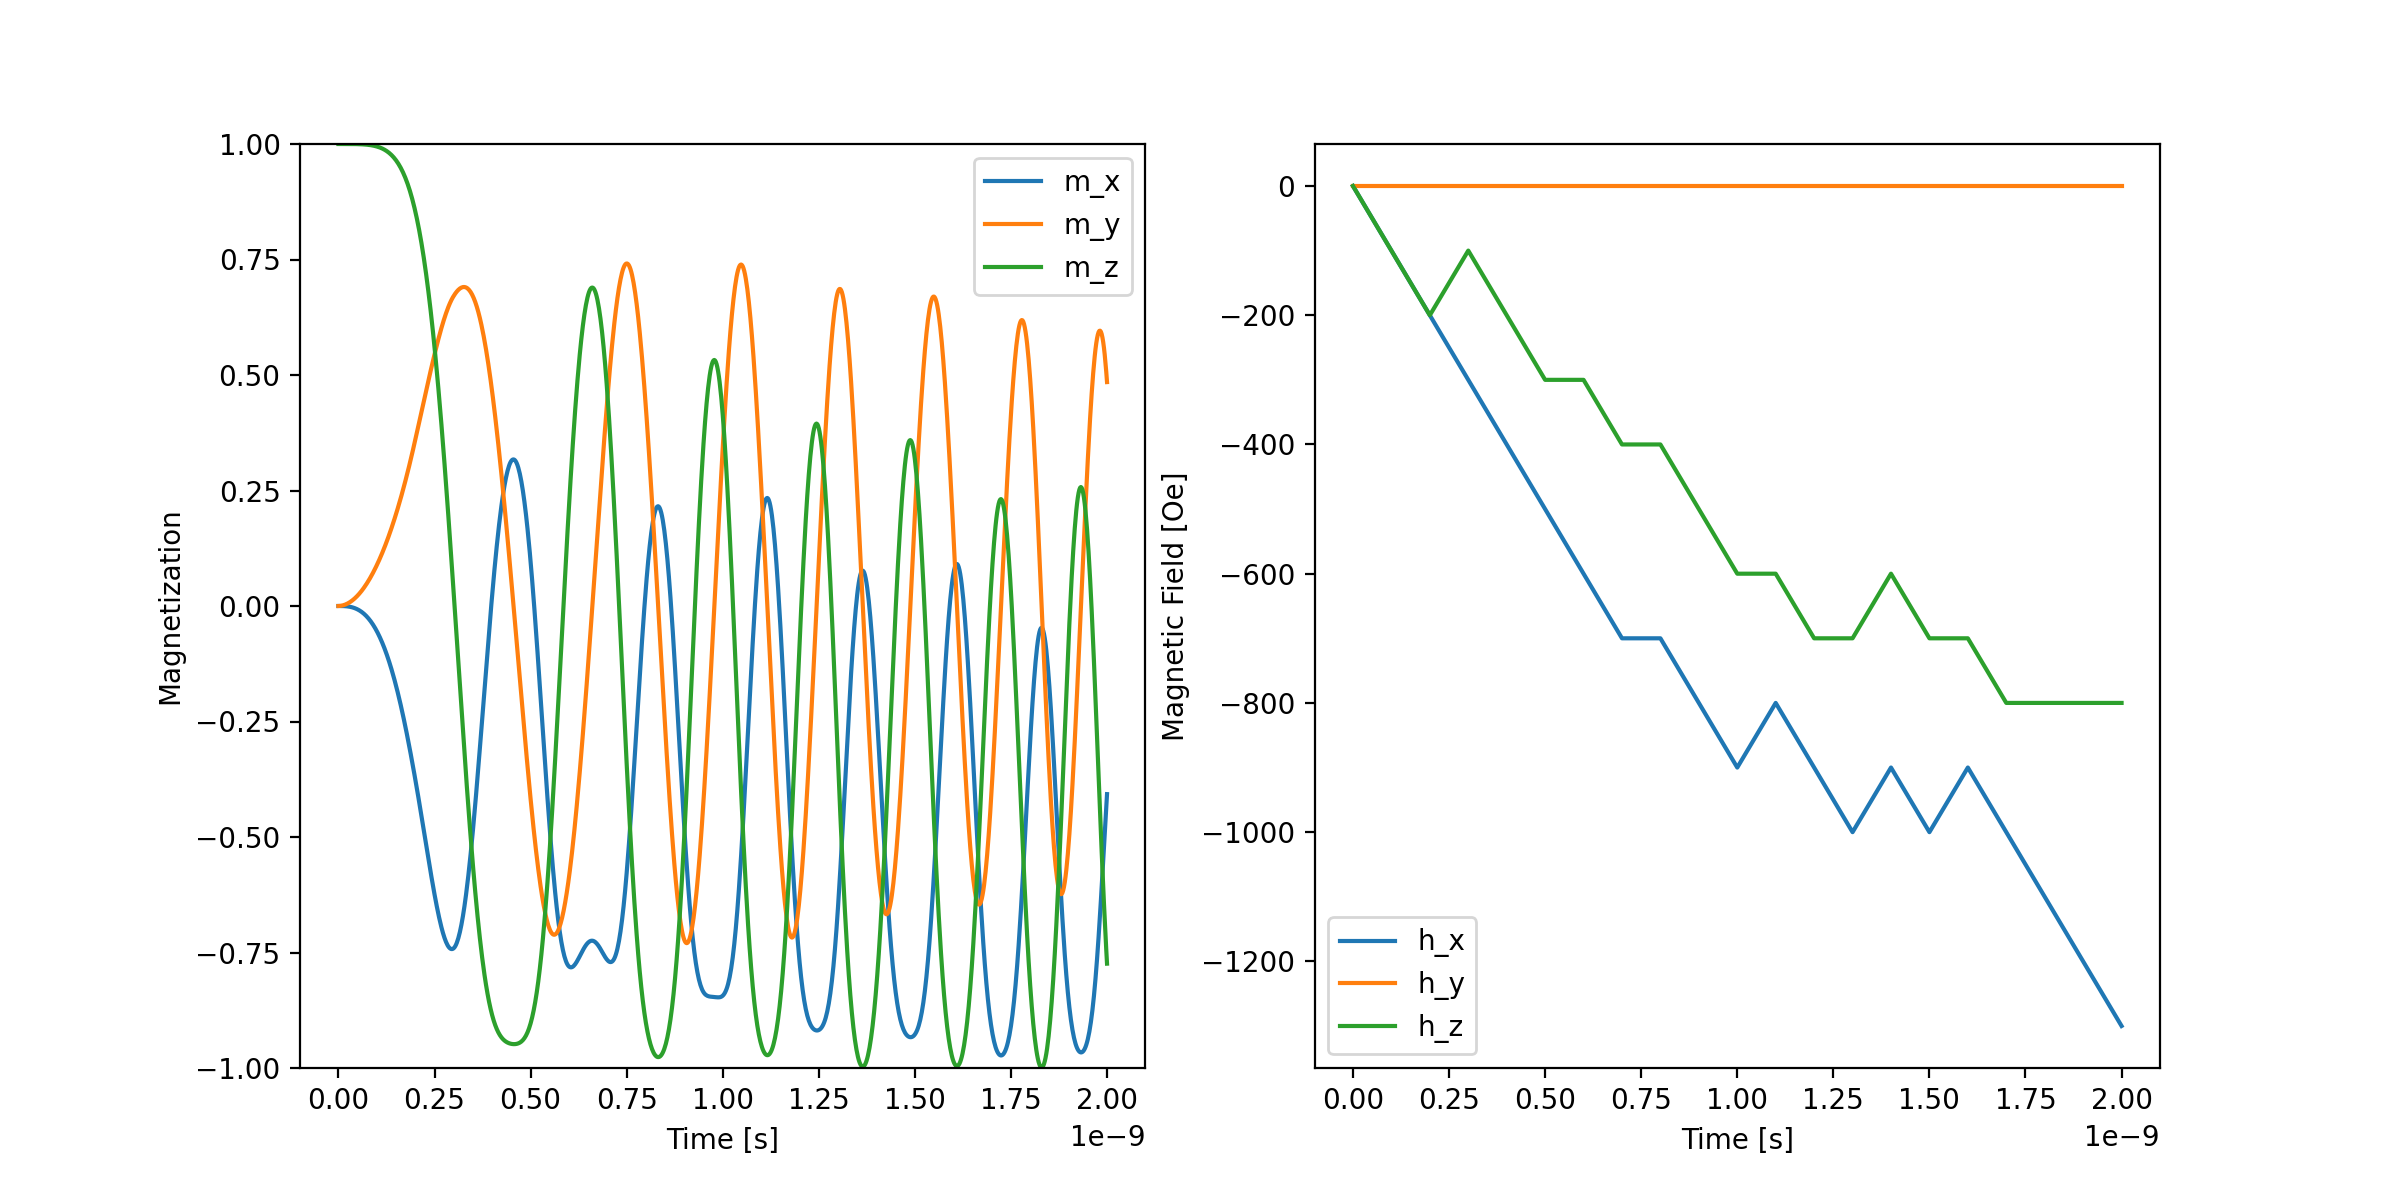 Magnetization
1.00
0.75
0.50
0.25
0.00
−0.25
−0.50
−0.75
−1.00
m_x
m_y
m_z
0.00 0.25 0.50 0.75 1.00 1.25 1.50 1.75 2.00
Time [s]
1e−9
Magnetic Field [Oe]
0
−200
−400
−600
−800
−1000
−1200
h_x
h_y
h_z
0.00 0.25 0.50 0.75 1.00 1.25 1.50 1.75 2.00
Time [s]
1e−9